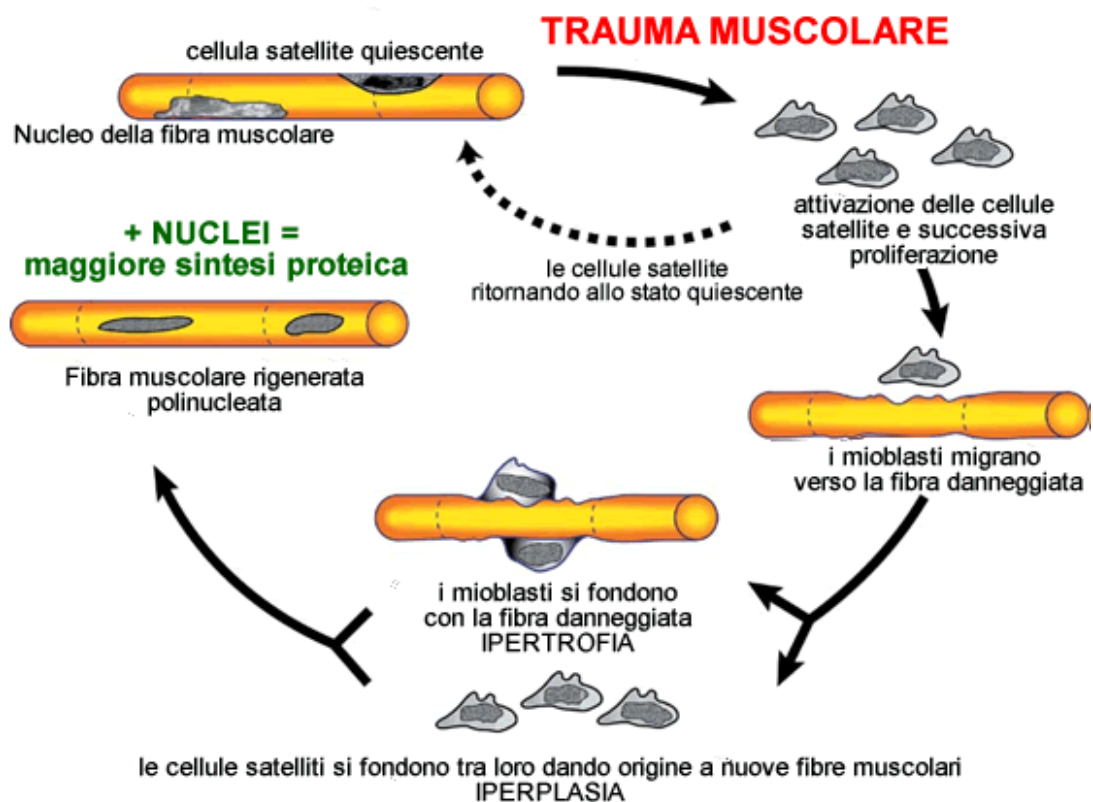 TRAUMA MUSCOLARE
cellula satellite quiescente
Nucleo della fibra muscolare
attivazione delle cellule
satellite e successiva
proliferazione
le cellule satellite
ritornando allo stato quiescente
i mioblasti migrano
verso la fibra danneggiata
i mioblasti si fondono
con la fibra danneggiata
IPERTROFIA
le cellule satelliti si fondono tra loro dando origine a nuove fibre muscolari
IPERPLASIA
+ NUCLEI =
maggiore sintesi proteica
Fibra muscolare rigenerata
polinucleata